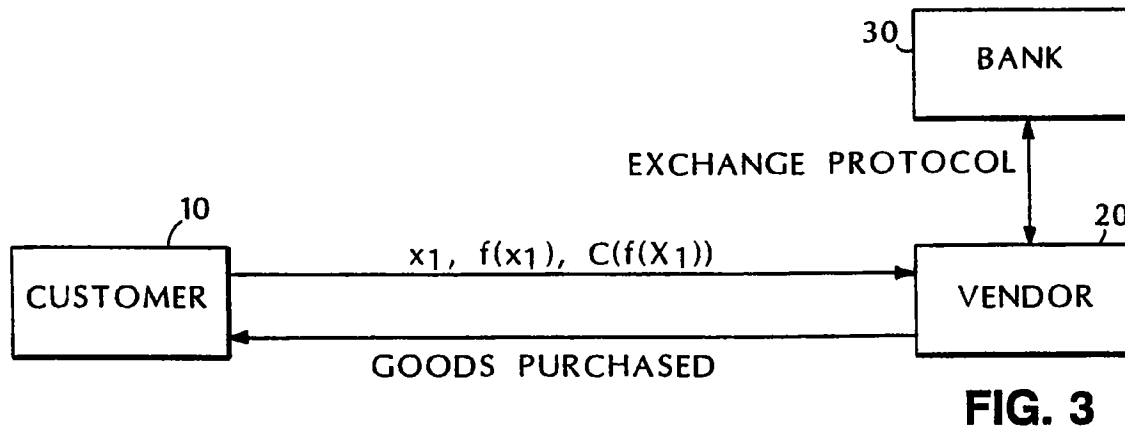 30
BANK
EXCHANGE PROTOCOL
10
20
x1, f(x1), C(f(X1))
CUSTOMER
VENDOR
GOODS PURCHASED
FIG. 3